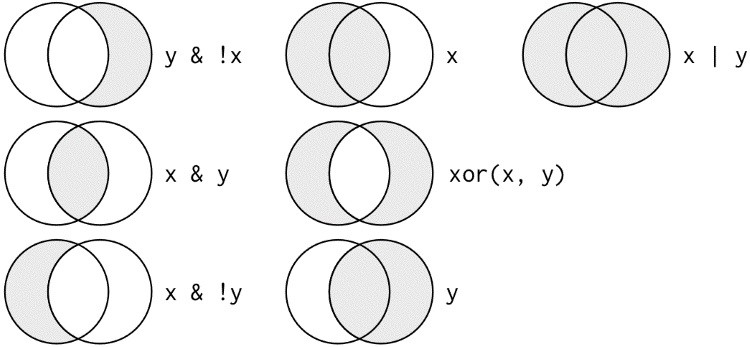 y & !x
x
x | y
x & y
xor(x, y)
x & !y
y